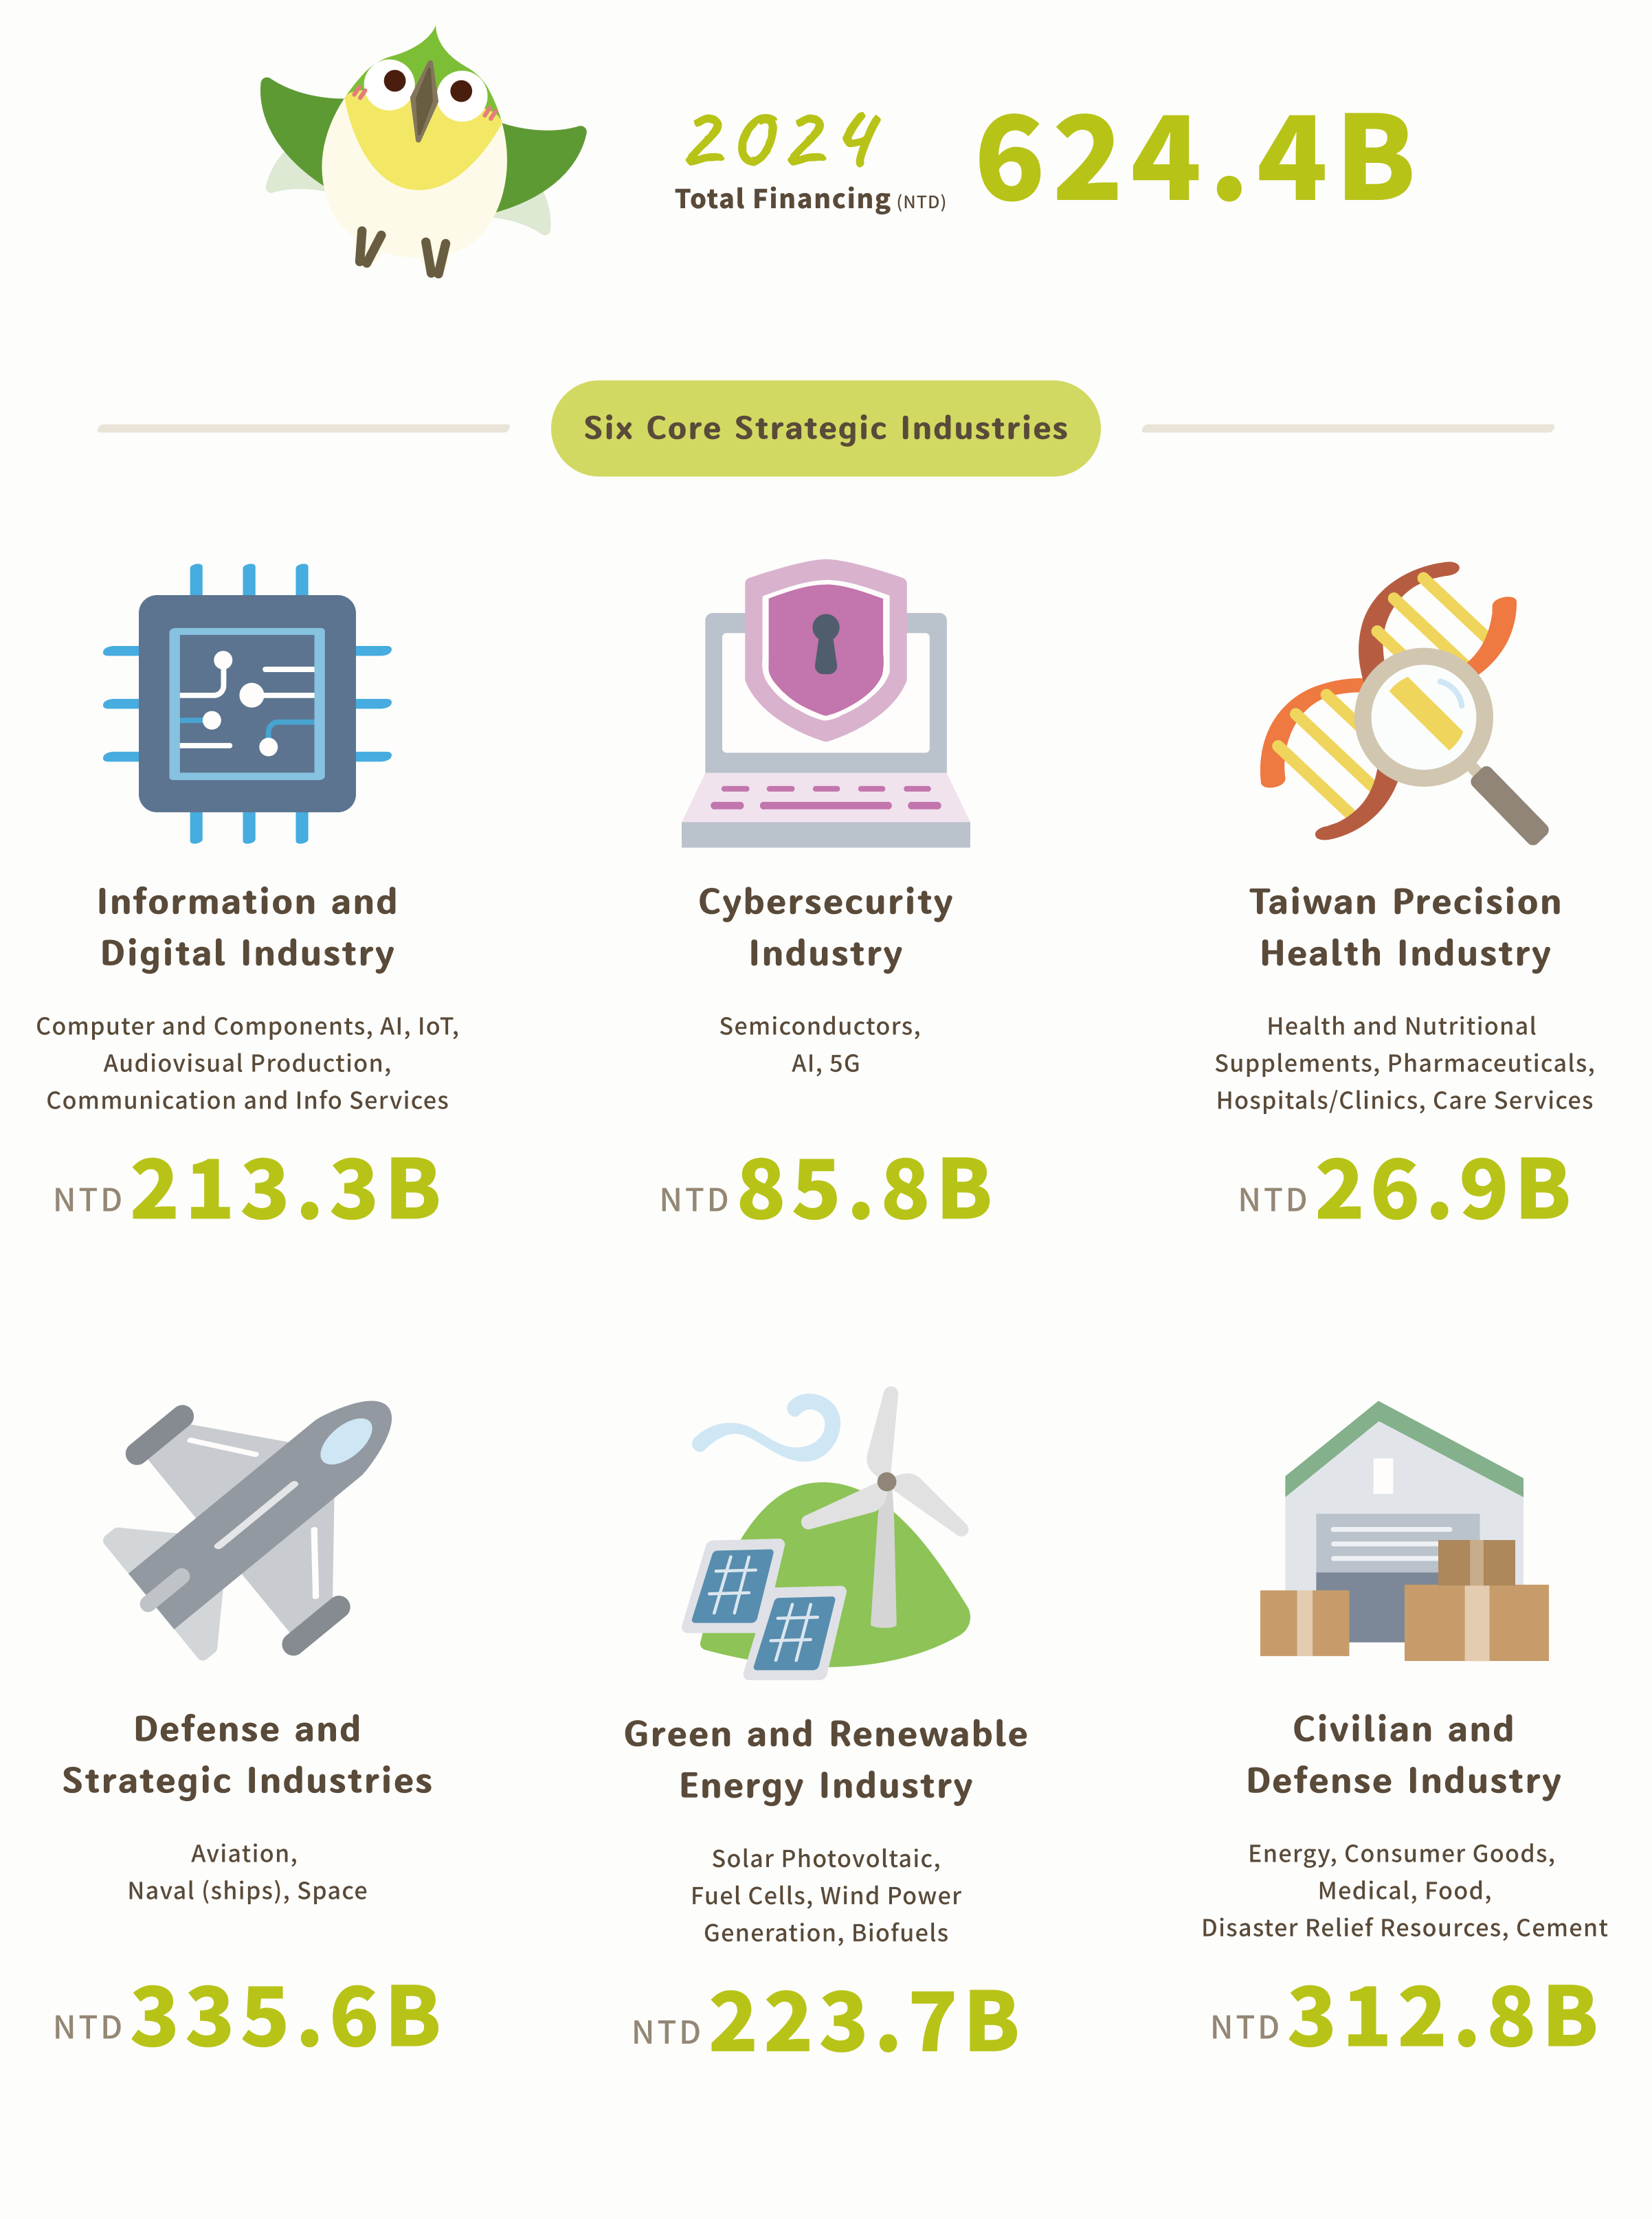 2024
Total Financing (NTD)
624.4B
Six Core Strategic Industries
Information and
Digital Industry
Computer and Components, AI, IoT,
Audiovisual Production,
Communication and Info Services
NTD 213.3B
Cybersecurity
Industry
Semiconductors,
AI, 5G
NTD 85.8B
Taiwan Precision
Health Industry
Health and Nutritional
Supplements, Pharmaceuticals,
Hospitals/Clinics, Care Services
NTD 26.9B
Defense and
Strategic Industries
Aviation,
Naval (ships), Space
NTD 335.6B
Green and Renewable
Energy Industry
Solar Photovoltaic,
Fuel Cells, Wind Power
Generation, Biofuels
NTD 223.7B
Civilian and
Defense Industry
Energy, Consumer Goods,
Medical, Food,
Disaster Relief Resources, Cement
NTD 312.8B